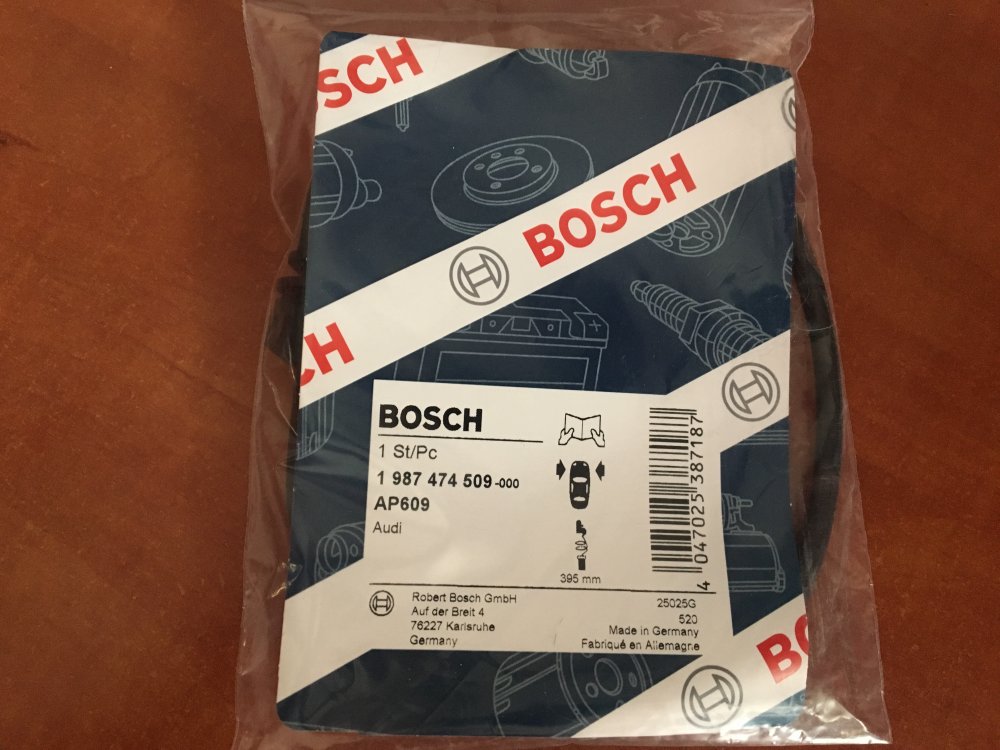 BOSCH
BOSCH
BOSCH
BOSCH
1 St/Pc
1 987 474 509-000
AP609
Audi
395 mm
4 047025 387187
Robert Bosch GmbH
Auf der Breit 4
76227 Karlsruhe
Germany
25025G
520
Made in Germany
Fabriqué en Allemagne
BO